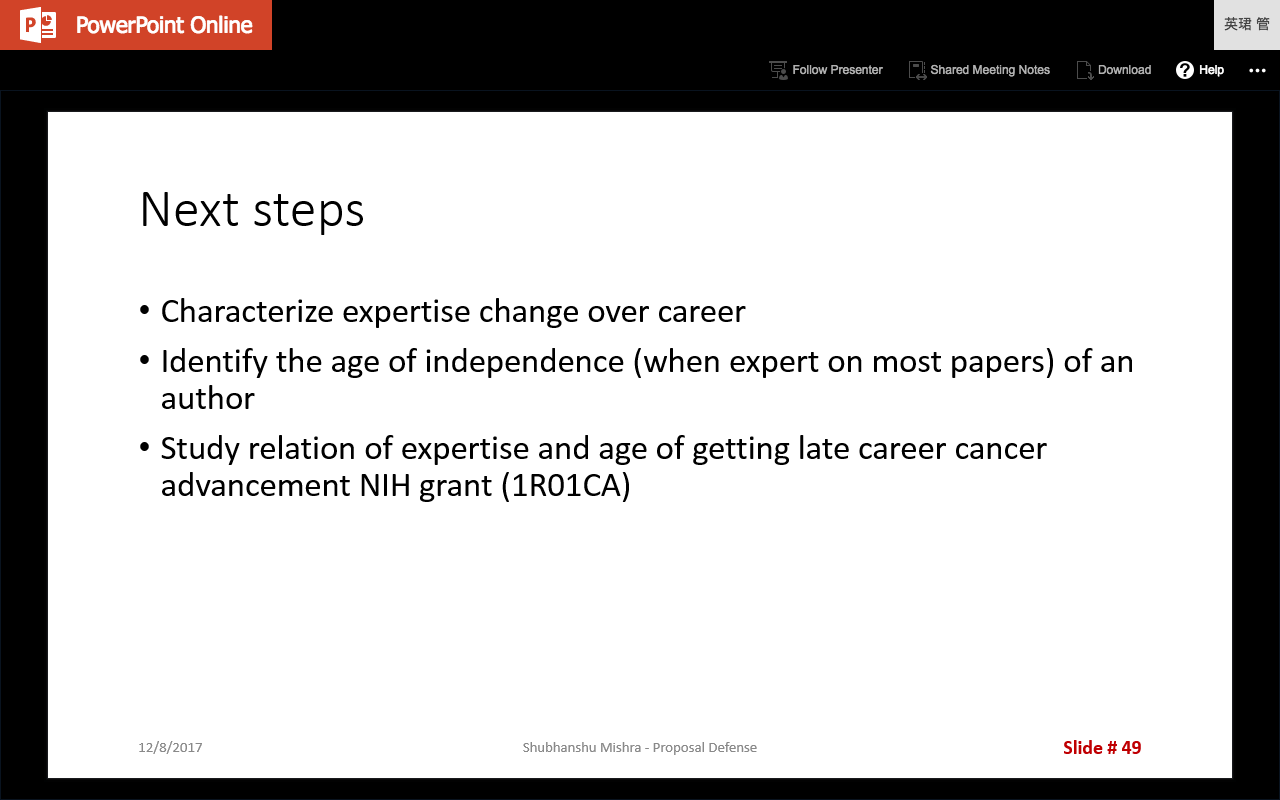 PowerPoint Online
英珺 管
Follow Presenter
Shared Meeting Notes
Download
Help
Next steps
• Characterize expertise change over career
• Identify the age of independence (when expert on most papers) of an
author
• Study relation of expertise and age of getting late career cancer
advancement NIH grant (1R01CA)
12/8/2017
Shubhanshu Mishra - Proposal Defense
Slide # 49